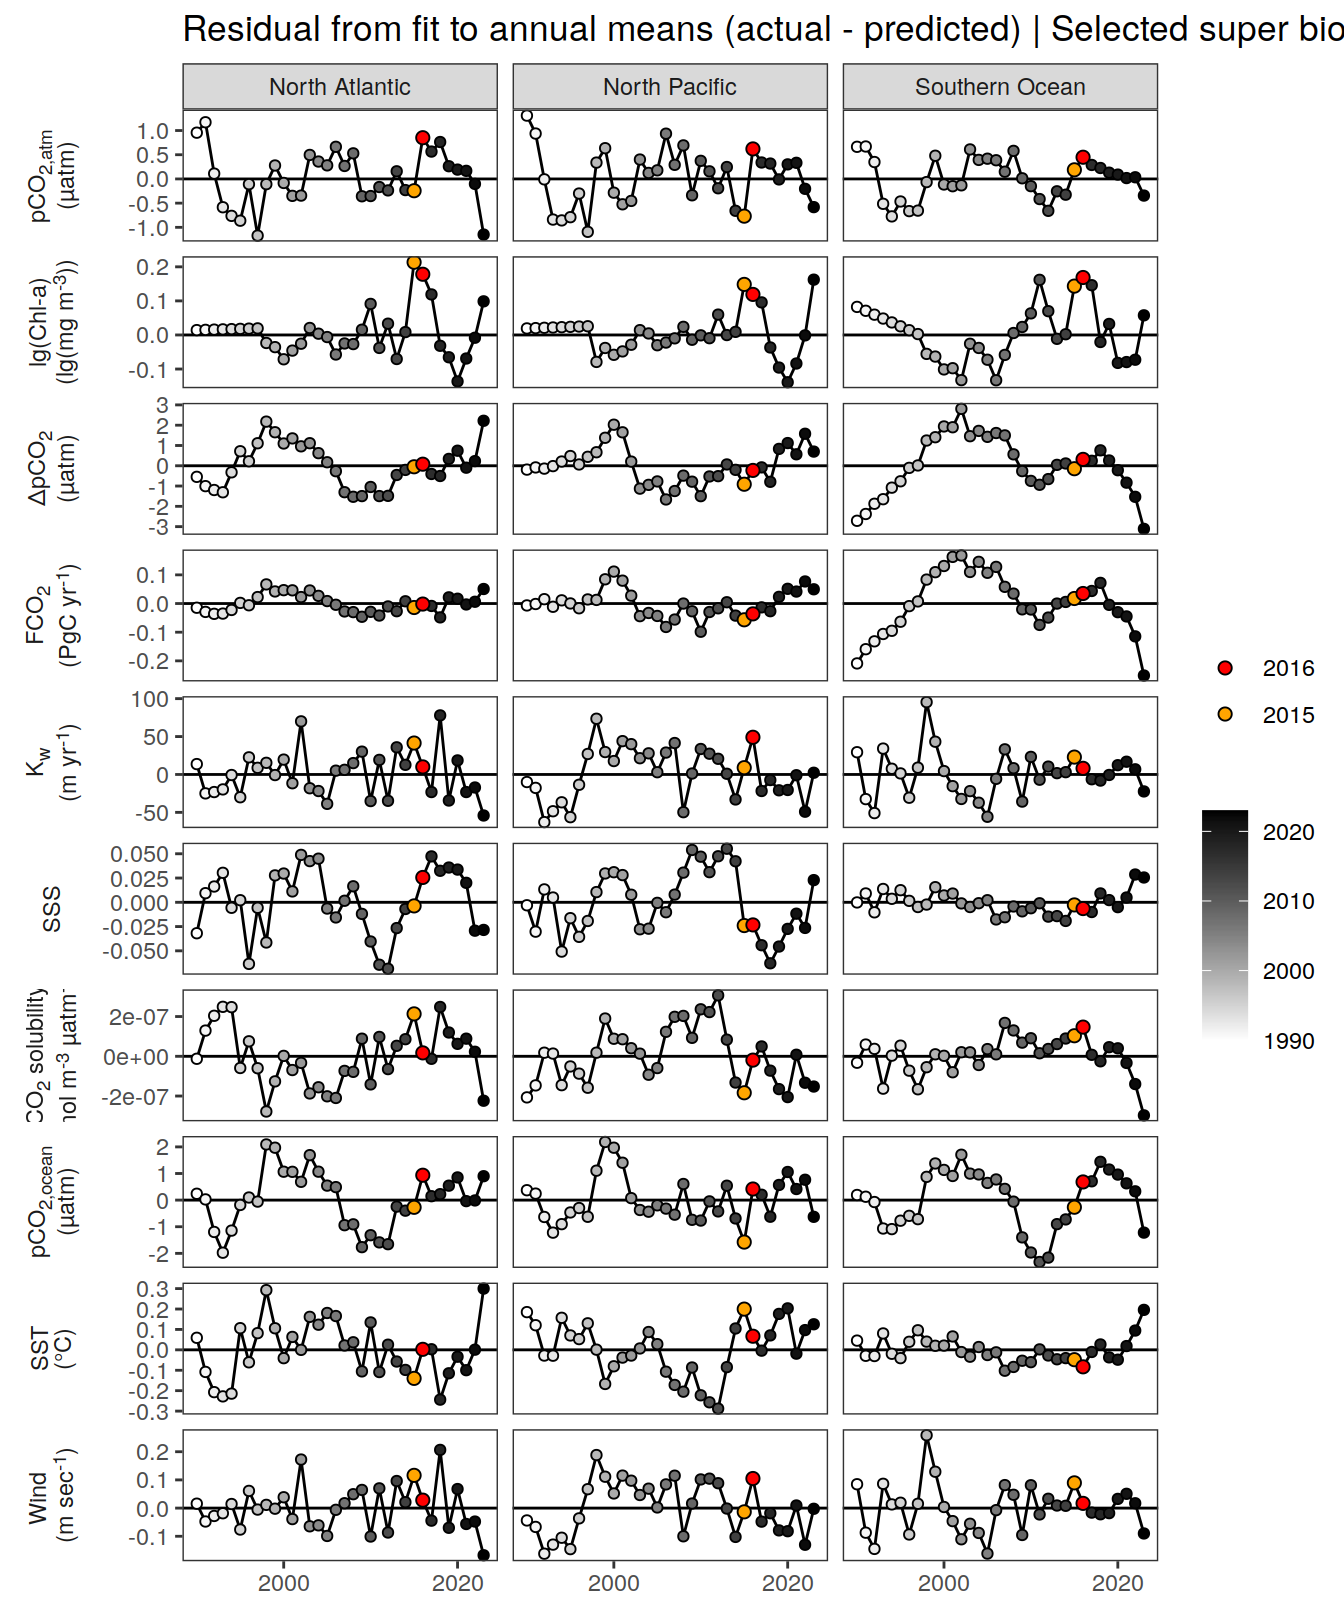 Residual from fit to annual means (actual - predicted) | Selected super bio
North Atlantic
North Pacific
Southern Ocean
pCO2,atm
(µatm)
1.0
0.5
0.0
-0.5
-1.0
lg(Chl-a)
(lg(mg m-3))
0.2
0.1
0.0
-0.1
ΔpCO2
(µatm)
3
2
1
0
-1
-2
-3
FCO2
(PgC yr-1)
0.1
0.0
-0.1
-0.2
Kw
(m yr-1)
100
50
0
-50
SSS
0.050
0.025
0.000
-0.025
-0.050
CO2 solubility
nol m-3 µatm-
2e-07
0e+00
-2e-07
pCO2,ocean
(µatm)
2
1
0
-1
-2
SST
(°C)
0.3
0.2
0.1
0.0
-0.1
-0.2
-0.3
Wind
(m sec-1)
0.2
0.1
0.0
-0.1
2000
2020
2000
2020
2000
2020
2016
2015
2020
2010
2000
1990